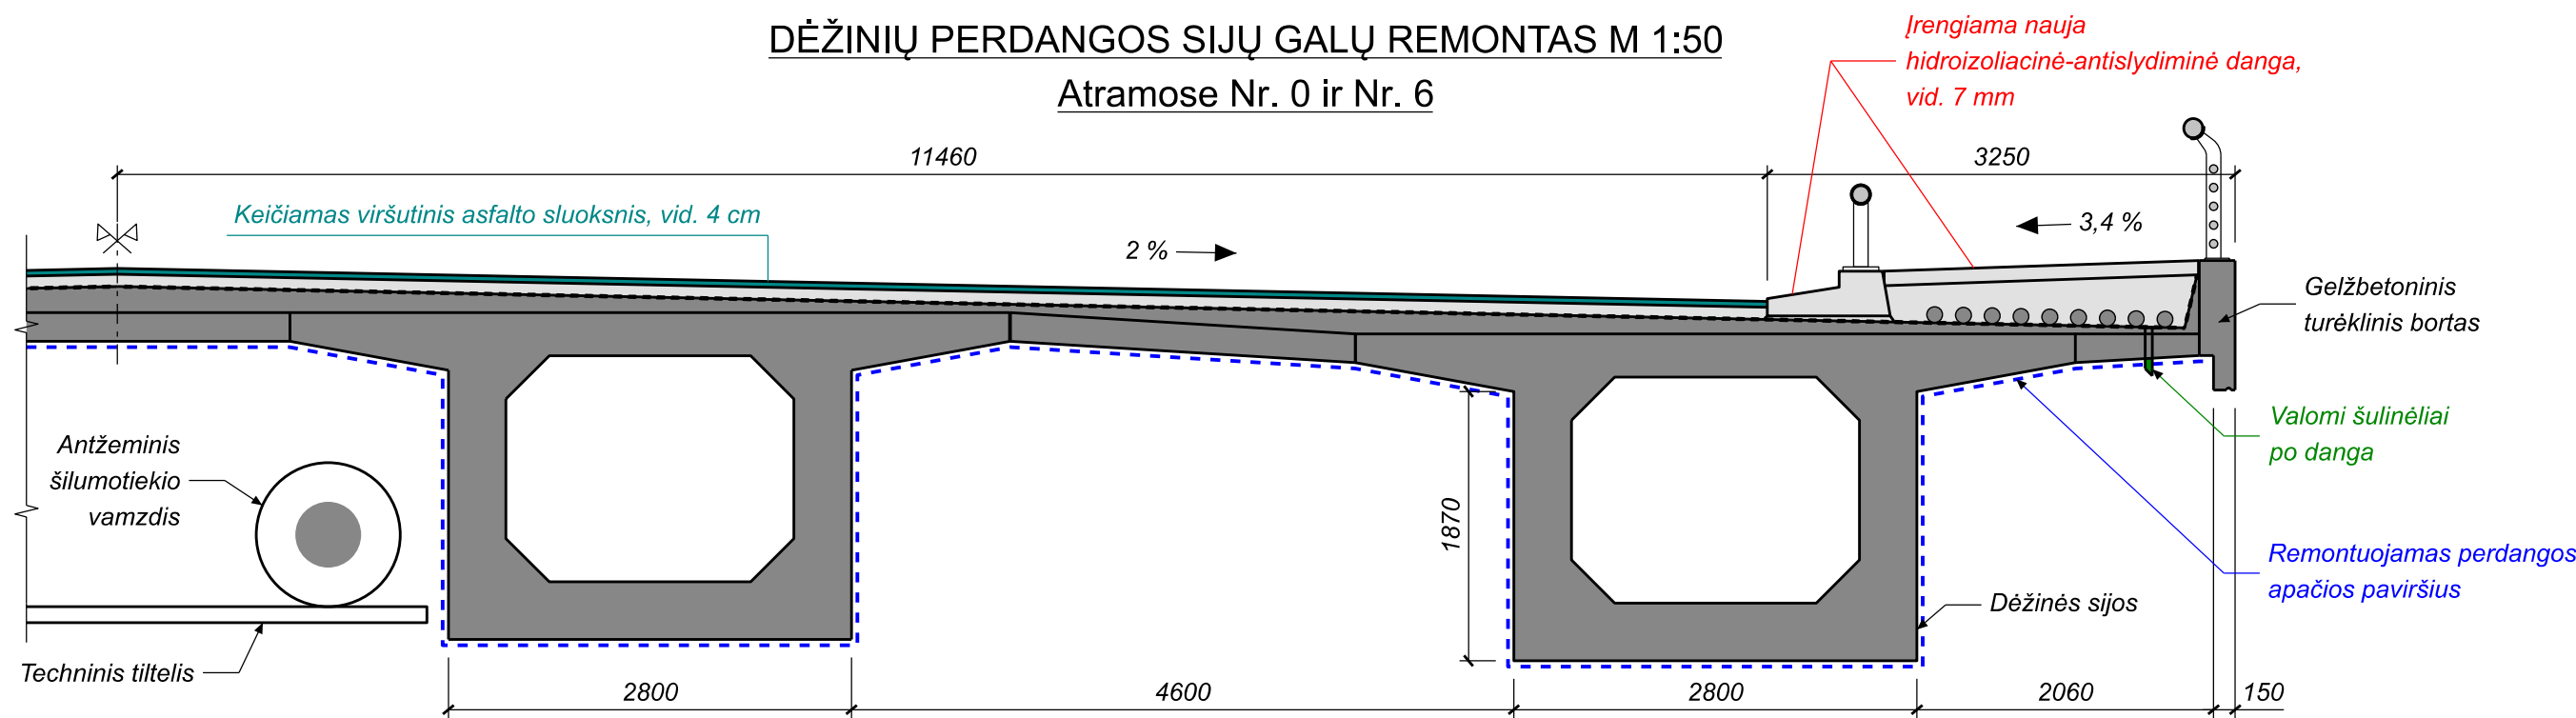 DĖŽINIŲ PERDANGOS SIJŲ GALŲ REMONTAS M 1:50
Atramose Nr. 0 ir Nr. 6
Įrengiama nauja
hidroizoliacinė-antislydiminė danga,
vid. 7 mm
11460
3250
Keičiamas viršutinis asfalto sluoksnis, vid. 4 cm
2 %
3,4 %
Gelžbetoninis
turėklinis bortas
Valomi šulinėliai
po danga
Antžeminis
šilumotiekio
vamzdis
1870
Remontuojamas perdangos
apačios paviršius
Dėžinės sijos
Techninis tiltelis
2800
4600
2800
2060
150